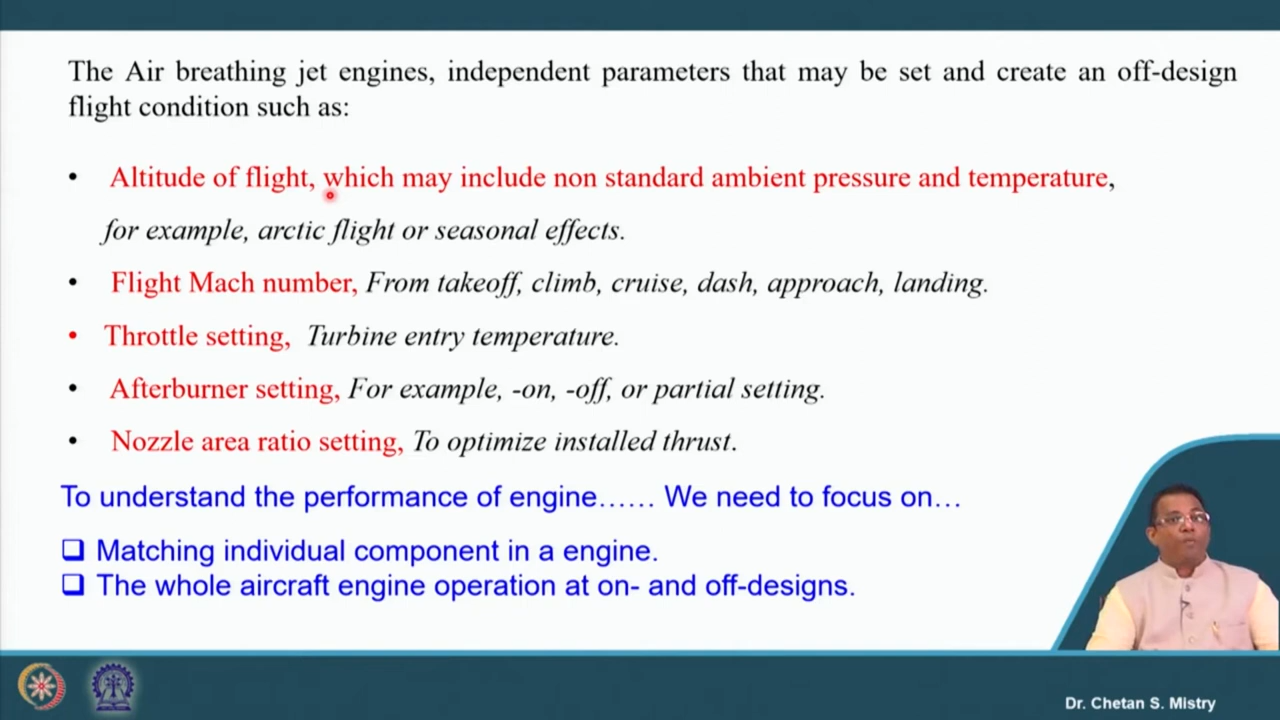 The Air breathing jet engines, independent parameters that may be set and create an off-design
flight condition such as:
• Altitude of flight, which may include non standard ambient pressure and temperature,
for example, arctic flight or seasonal effects.
• Flight Mach number, From takeoff, climb, cruise, dash, approach, landing.
• Throttle setting, Turbine entry temperature.
• Afterburner setting, For example, -on, -off, or partial setting.
• Nozzle area ratio setting, To optimize installed thrust.
To understand the performance of engine…… We need to focus on…
❑ Matching individual component in a engine.
❑ The whole aircraft engine operation at on- and off-designs.
Dr. Chetan S. Mistry